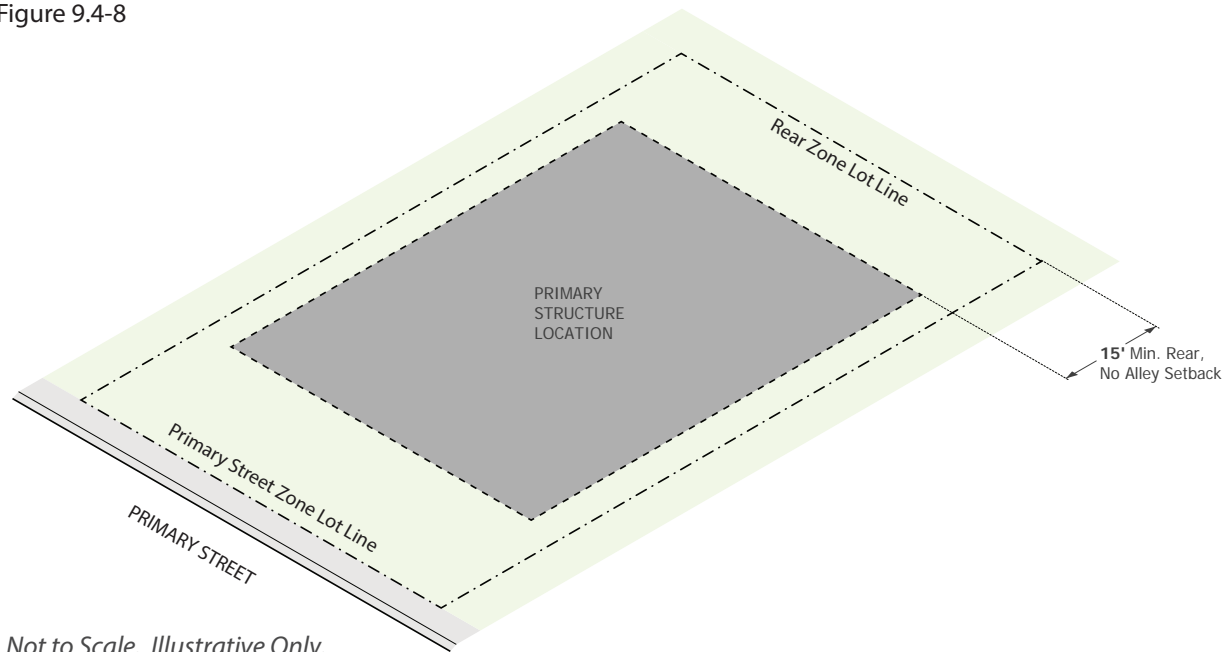 Figure 9.4-8
Rear Zone Lot Line
PRIMARY
STRUCTURE
LOCATION
15' Min. Rear,
No Alley Setback
Primary Street Zone Lot Line
PRIMARY STREET
Not to Scale. Illustrative Only